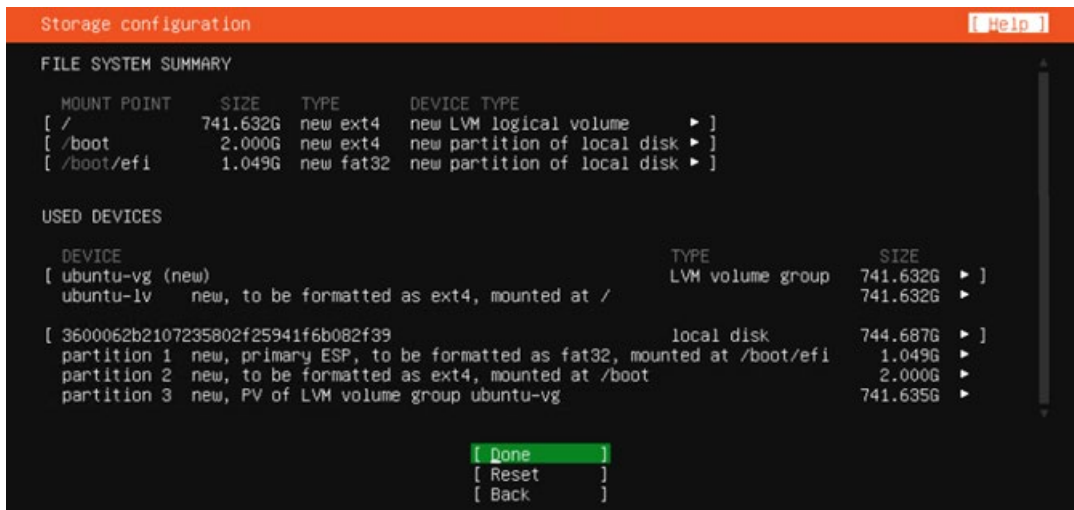 Storage configuration [ Help ]
FILE SYSTEM SUMMARY
MOUNT POINT SIZE TYPE DEVICE TYPE
[ / 741.632G new ext4 new LVM logical volume ▸ ]
[ /boot 2.000G new ext4 new partition of local disk ▸ ]
[ /boot/efi 1.049G new fat32 new partition of local disk ▸ ]
USED DEVICES
DEVICE TYPE SIZE
[ ubuntu-vg (new) LVM volume group 741.632G ▸ ]
ubuntu-lv new, to be formatted as ext4, mounted at / 741.632G ▸
[ 3600062b2107235802f25941f6b082f39 local disk 744.687G ▸ ]
partition 1 new, primary ESP, to be formatted as fat32, mounted at /boot/efi 1.049G ▸
partition 2 new, to be formatted as ext4, mounted at /boot 2.000G ▸
partition 3 new, PV of LVM volume group ubuntu-vg 741.635G ▸
[ Done ]
[ Reset ]
[ Back ]